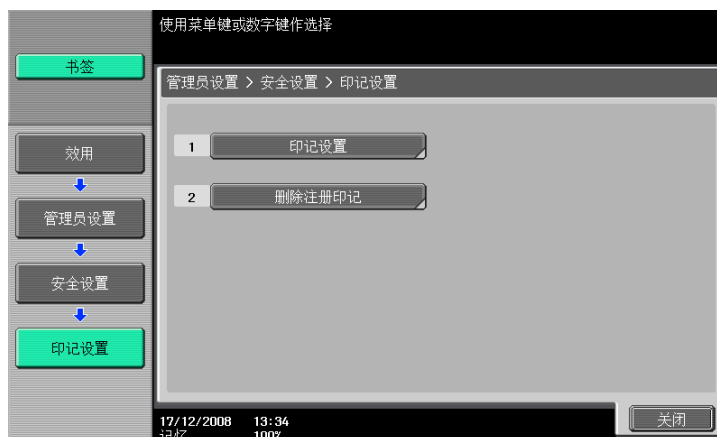 使用菜单键或数字键作选择
书签
管理员设置 > 安全设置 > 印记设置
效用
1 印记设置
2 删除注册印记
管理员设置
安全设置
印记设置
17/12/2008 13:34
记忆 100%
关闭